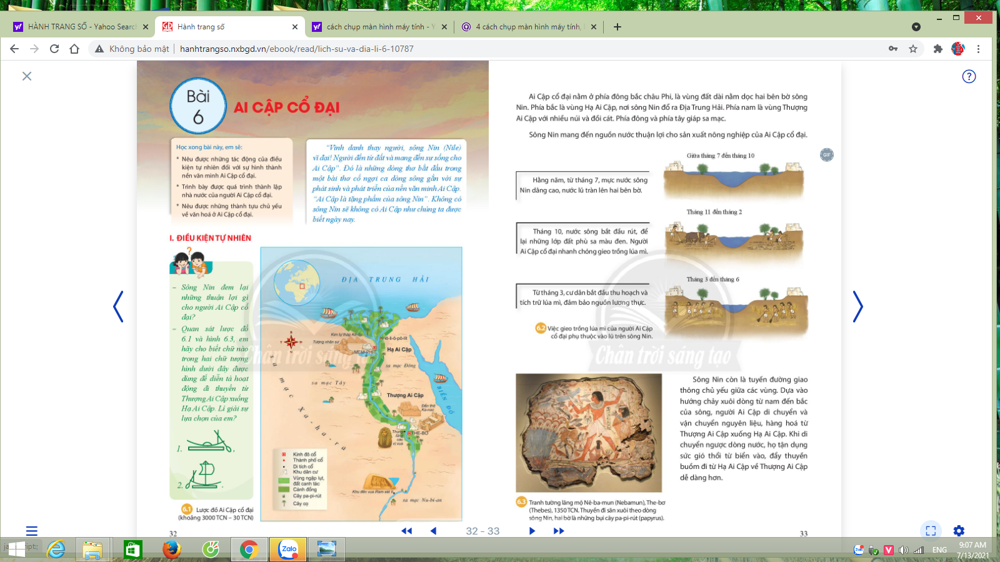 HÀNH TRANG SỐ - Yahoo Searc
Hành trang số
cách chụp màn hình máy tính - Y
4 cách chụp màn hình máy tính,
Không bảo mật
hanhtrangso.nxbgd.vn/ebook/read/lich-su-va-dia-li-6-10787
Bài
6
AI CẬP CỔ ĐẠI
Học xong bài này, em sẽ:
* Nêu được những tác động của điều
kiện tự nhiên đối với sự hình thành
nền văn minh Ai Cập cổ đại.
* Trình bày được quá trình thành lập
nhà nước của người Ai Cập cổ đại.
* Nêu được những thành tựu chủ yếu
về văn hoá ở Ai Cập cổ đại.
"Vinh danh thay người, sông Nin (Nile)
vĩ đại! Người đến từ đất và mang đến sự sống cho
Ai Cập". Đó là những dòng thơ bắt đầu trong
một bài thơ cổ ngợi ca dòng sông gắn với sự
phát sinh và phát triển của nền văn minh Ai Cập.
"Ai Cập là tặng phẩm của sông Nin". Không có
sông Nin sẽ không có Ai Cập như chúng ta được
biết ngày nay.
I. ĐIỀU KIỆN TỰ NHIÊN
?
– Sông Nin đem lại
những thuận lợi gì
cho người Ai Cập cổ
đại?
– Quan sát lược đồ
6.1 và hình 6.3, em
hãy cho biết chữ nào
trong hai chữ tượng
hình dưới đây được
dùng để diễn tả hoạt
động đi thuyền từ
Thượng Ai Cập xuống
Hạ Ai Cập. Lí giải sự
lựa chọn của em?
1.
,
2.
.
6.1 Lược đồ Ai Cập cổ đại
(khoảng 3000 TCN – 30 TCN)
ĐỊA TRUNG HẢI
Kim tự tháp Kê-ốp
Hê-li-ô-pô-lít
Tượng nhân sư
MEM-PHÍT
Hạ Ai Cập
sa mạc Đông
sa mạc Tây
sa mạc Xa-ha-ra
BIỂN ĐỎ
Thượng Ai Cập
Đền thờ
Ka-nắc
Thung
lũng
các
vị vua
THE-BƠ
Khu đền vua Ram-sét II
sa mạc Nu-bi-an
Kinh đô cổ
Thành phố cổ
Di tích cổ
Khu dân cư
Vùng ngập lụt,
đất canh tác
Cánh đồng
Cây pa-pi-rút
Cây cọ
Chân trời sáng tạo
32
Ai Cập cổ đại nằm ở phía đông bắc châu Phi, là vùng đất dài nằm dọc hai bên bờ sông
Nin. Phía bắc là vùng Hạ Ai Cập, nơi sông Nin đổ ra Địa Trung Hải. Phía nam là vùng Thượng
Ai Cập với nhiều núi và đồi cát. Phía đông và phía tây giáp sa mạc.
Sông Nin mang đến nguồn nước thuận lợi cho sản xuất nông nghiệp của Ai Cập cổ đại.
GIF
Giữa tháng 7 đến tháng 10
Hằng năm, từ tháng 7, mực nước sông
Nin dâng cao, nước lũ tràn lên hai bên bờ.
Tháng 11 đến tháng 2
Tháng 10, nước sông bắt đầu rút, để
lại những lớp đất phù sa màu đen. Người
Ai Cập cổ đại nhanh chóng gieo trồng lúa mì.
Tháng 3 đến tháng 6
Từ tháng 3, cư dân bắt đầu thu hoạch và
tích trữ lúa mì, đảm bảo nguồn lương thực.
6.2 Việc gieo trồng lúa mì của người Ai Cập
cổ đại phụ thuộc vào lũ trên sông Nin.
Chân trời sáng tạo
Sông Nin còn là tuyến đường giao
thông chủ yếu giữa các vùng. Dựa vào
hướng chảy xuôi dòng từ nam đến bắc
của sông, người Ai Cập di chuyển và
vận chuyển nguyên liệu, hàng hoá từ
Thượng Ai Cập xuống Hạ Ai Cập. Khi di
chuyển ngược dòng nước, họ tận dụng
sức gió thổi từ biển vào, đẩy thuyền
buồm đi từ Hạ Ai Cập về Thượng Ai Cập
dễ dàng hơn.
6.3 Tranh tường lăng mộ Nê-ba-mun (Nebamun), The-bơ
(Thebes), 1350 TCN. Thuyền đi săn xuôi theo dòng
sông Nin, hai bờ là những bụi cây pa-pi-rút (papyrus).
33
32 - 33
Zalo
ENG
9:07 AM
7/13/2021